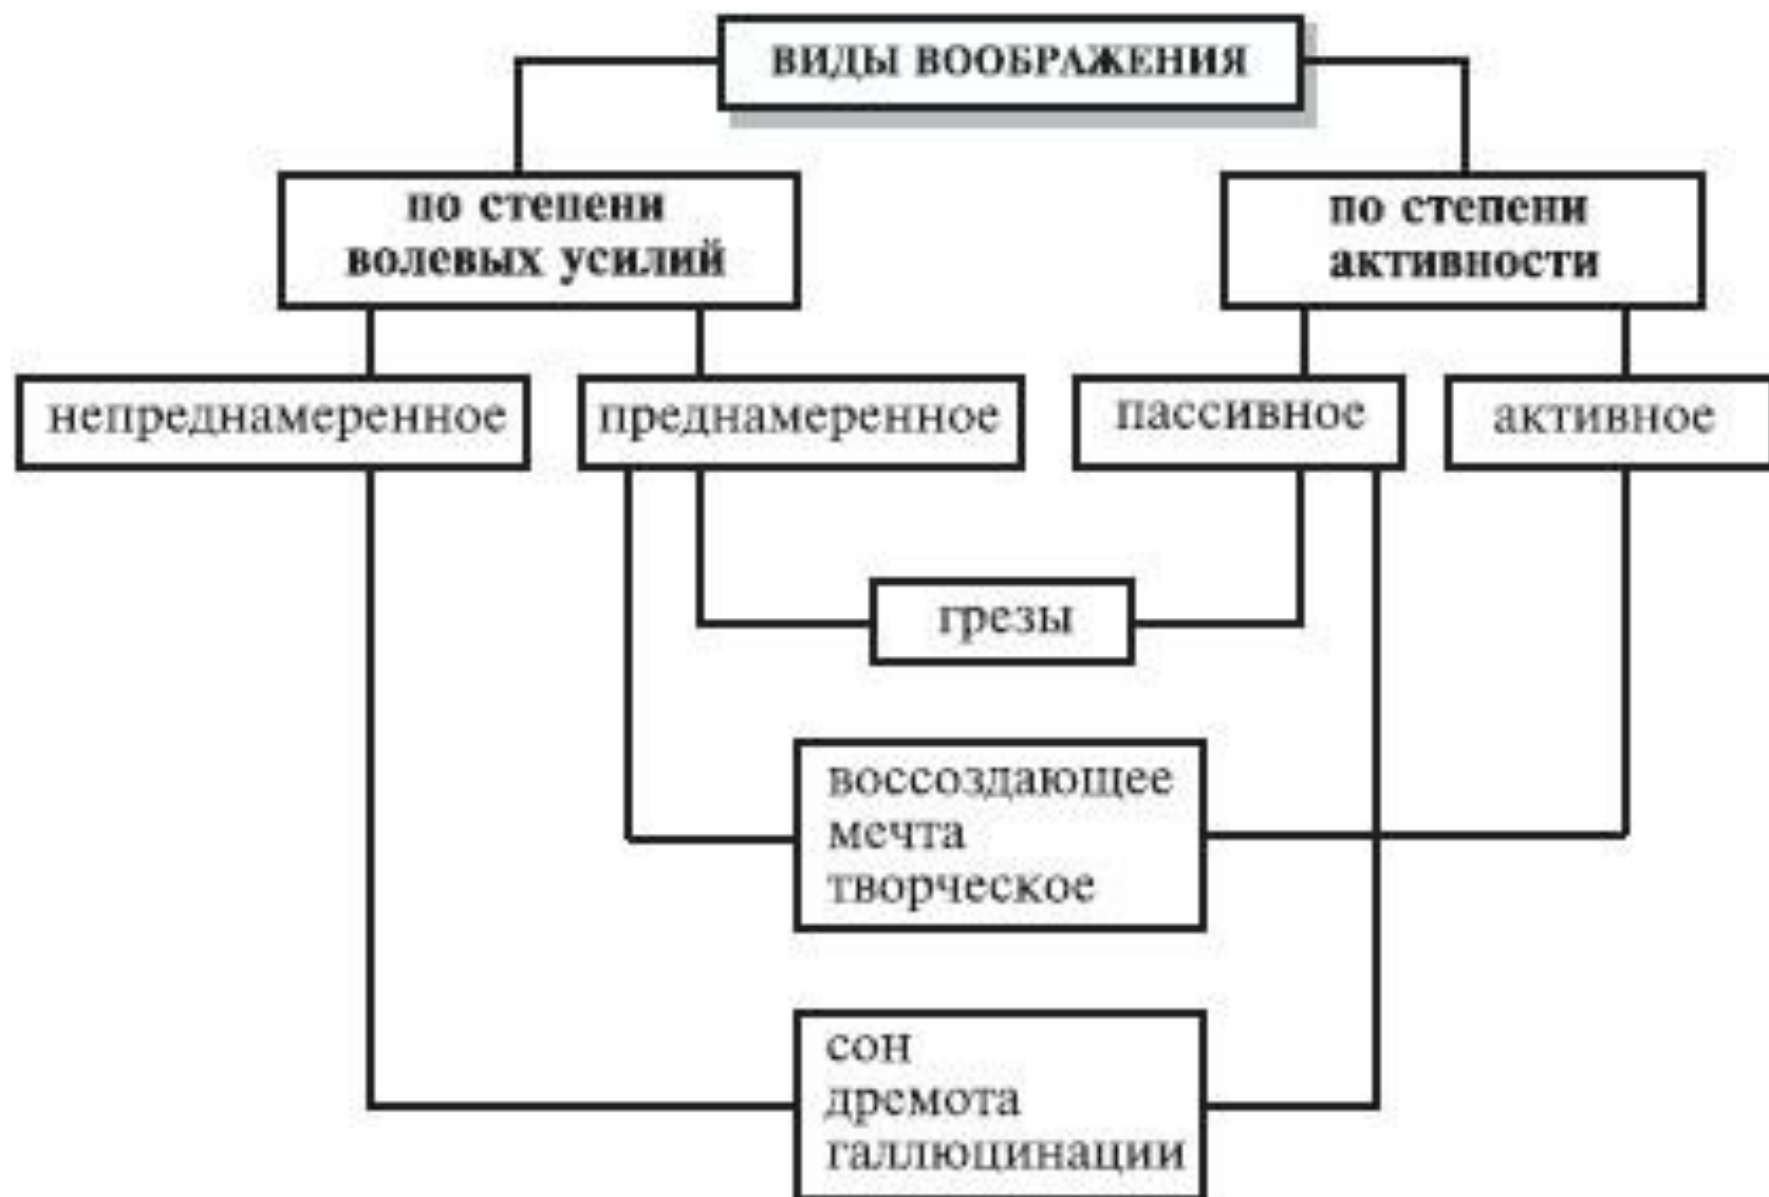 ВИДЫ ВООБРАЖЕНИЯ
по степени
волевых усилий
по степени
активности
непреднамеренное
преднамеренное
пассивное
активное
грезы
воссоздающее
мечта
творческое
сон
дремота
галлюцинации